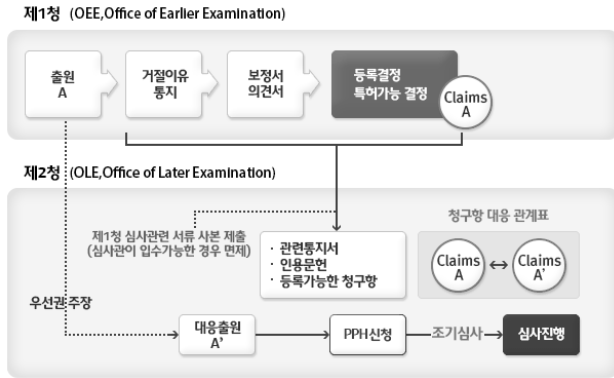 제1청 (OEE,Office of Earlier Examination)
출원
A
거절이유
통지
보정서
의견서
등록결정
특허가능 결정
Claims
A
제2청 (OLE,Office of Later Examination)
제1청 심사관련 서류 사본 제출
(심사관이 입수가능한 경우 면제)
· 관련통지서
· 인용문헌
· 등록가능한 청구항
청구항 대응 관계표
Claims
A
Claims
A'
우선권 주장
대응출원
A'
PPH신청
조기심사
심사진행